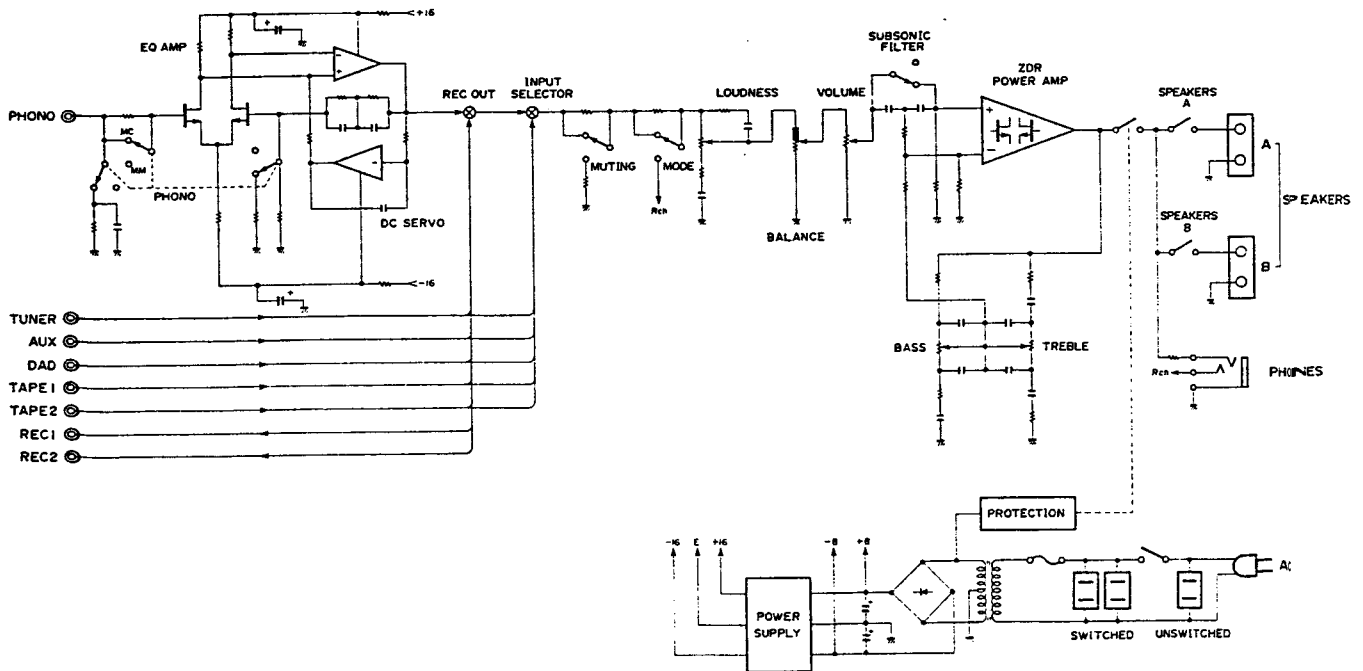 +16
EQ AMP
-
+
SUBSONIC
FILTER
ZDR
POWER AMP
REC OUT
INPUT
SELECTOR
LOUDNESS
VOLUME
SPEAKERS
A
PHONO
MC
MM
PHONO
-
DC SERVO
MUTING
MODE
Rch
BALANCE
+
-
A
SPEAKERS
SPEAKERS
B
B
+
-16
TUNER
AUX
DAD
TAPE1
TAPE2
REC1
REC2
BASS
TREBLE
Rch
PHONES
PROTECTION
-16
E
+16
-B
+B
POWER
SUPPLY
+
+
SWITCHED
UNSWITCHED